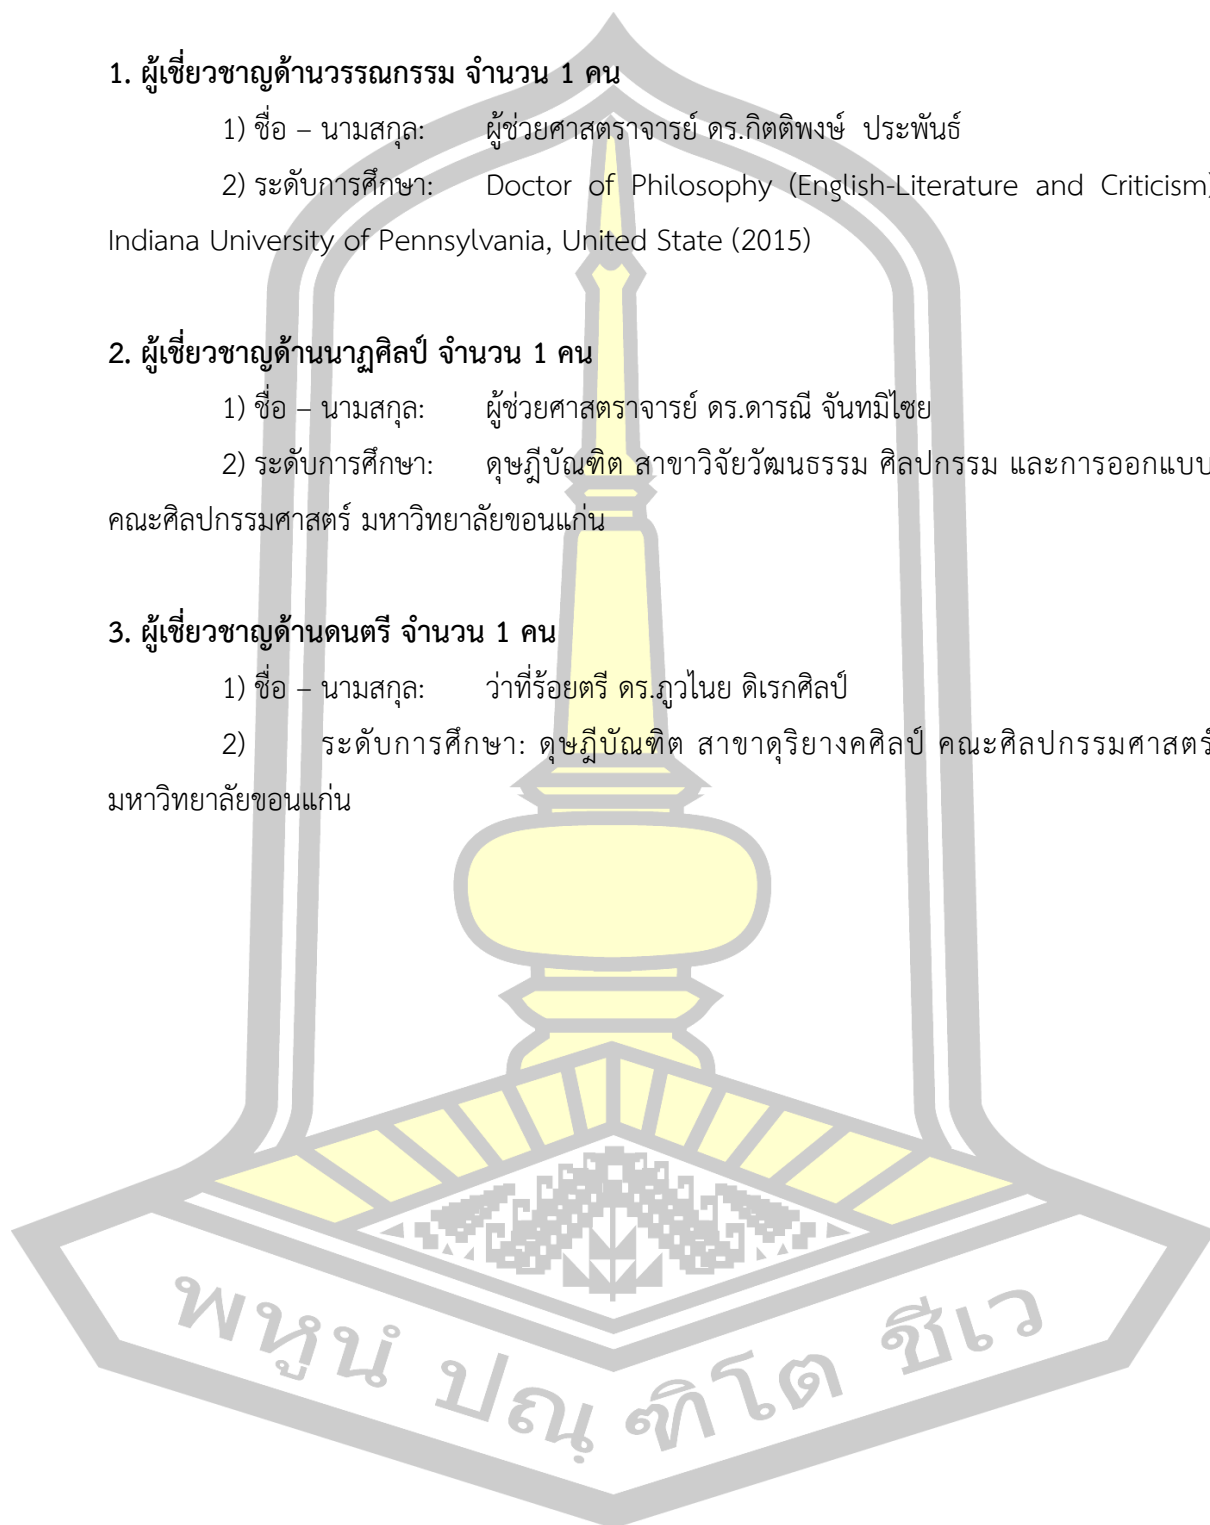 1. ผู้เชี่ยวชาญด้านวรรณกรรม จำนวน 1 คน
1) ชื่อ – นามสกุล: ผู้ช่วยศาสตราจารย์ ดร.กิตติพงษ์ ประพันธ์
2) ระดับการศึกษา: Doctor of Philosophy (English-Literature and Criticism)
Indiana University of Pennsylvania, United State (2015)
2. ผู้เชี่ยวชาญด้านนาฏศิลป์ จำนวน 1 คน
1) ชื่อ – นามสกุล: ผู้ช่วยศาสตราจารย์ ดร.ดารณี จันทมิไซย
2) ระดับการศึกษา: ดุษฎีบัณฑิต สาขาวิจัยวัฒนธรรม ศิลปกรรม และการออกแบบ
คณะศิลปกรรมศาสตร์ มหาวิทยาลัยขอนแก่น
3. ผู้เชี่ยวชาญด้านดนตรี จำนวน 1 คน
1) ชื่อ – นามสกุล: ว่าที่ร้อยตรี ดร.ภูวไนย ดิเรกศิลป์
2) ระดับการศึกษา: ดุษฎีบัณฑิต สาขาดุริยางคศิลป์ คณะศิลปกรรมศาสตร์
มหาวิทยาลัยขอนแก่น
พหูนํ ปณฺฑิโต ชีเว